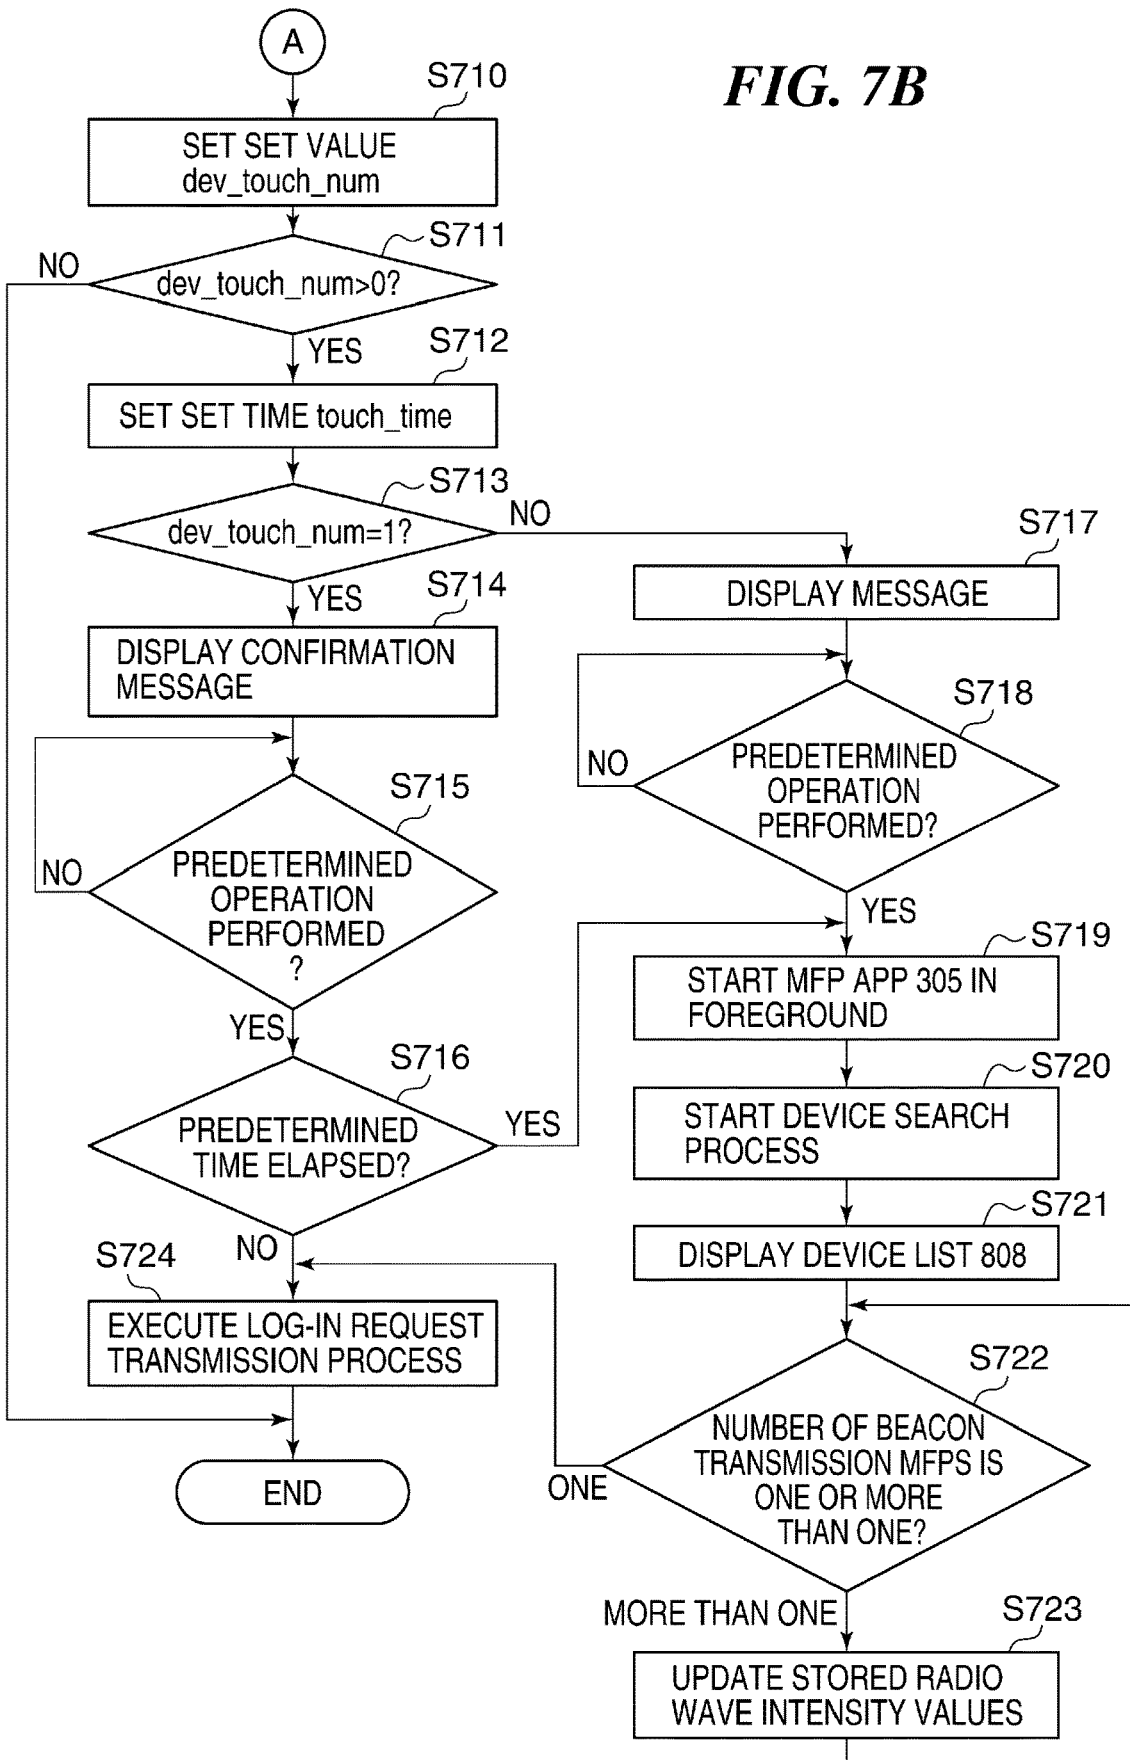 A
FIG. 7B
S710
SET SET VALUE
dev_touch_num
S711
NO
dev_touch_num>0?
YES
S712
SET SET TIME touch_time
S713
NO
dev_touch_num=1?
YES
S714
DISPLAY CONFIRMATION
MESSAGE
S715
NO
PREDETERMINED
OPERATION
PERFORMED
?
YES
S716
PREDETERMINED
TIME ELAPSED?
YES
NO
S724
EXECUTE LOG-IN REQUEST
TRANSMISSION PROCESS
END
S717
DISPLAY MESSAGE
S718
NO
PREDETERMINED
OPERATION
PERFORMED?
YES
S719
START MFP APP 305 IN
FOREGROUND
S720
START DEVICE SEARCH
PROCESS
S721
DISPLAY DEVICE LIST 808
S722
NUMBER OF BEACON
TRANSMISSION MFPS IS
ONE OR MORE
THAN ONE?
ONE
MORE THAN ONE
S723
UPDATE STORED RADIO
WAVE INTENSITY VALUES